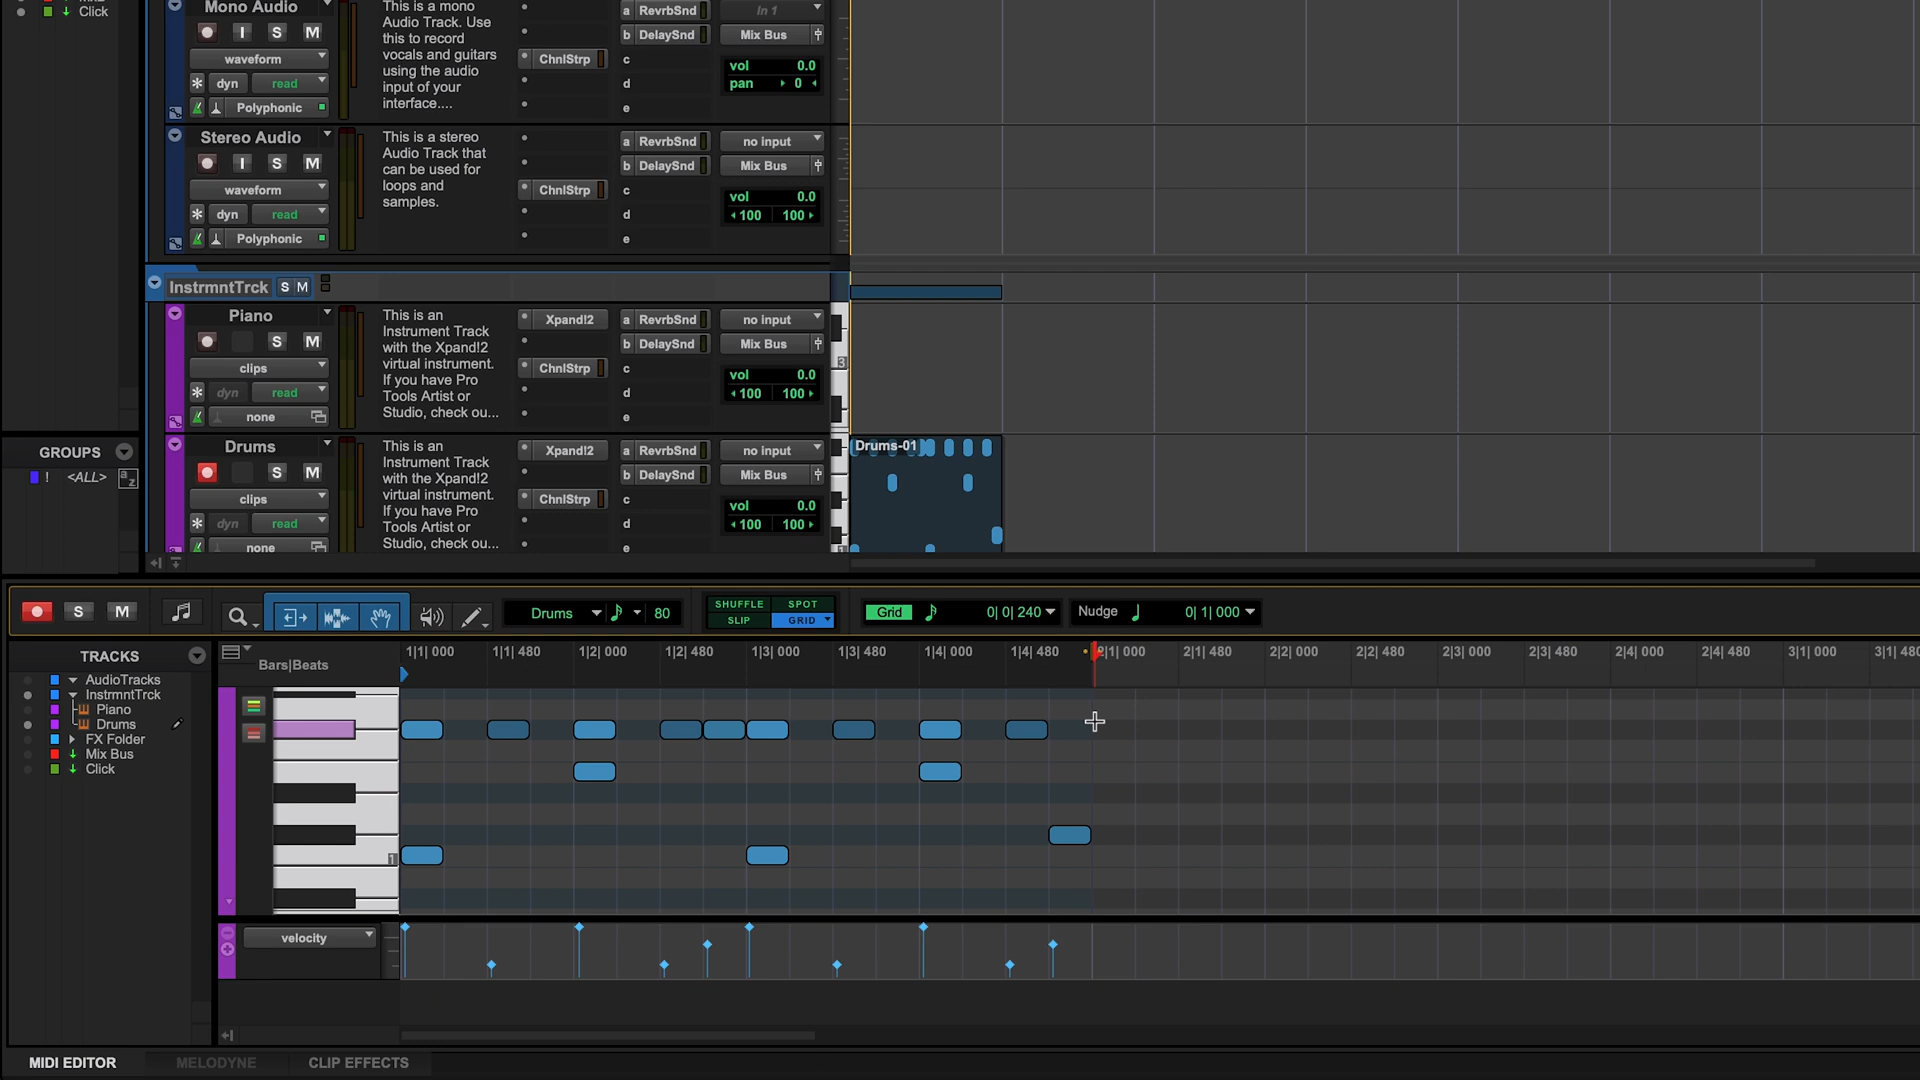 Click
Mono Audio
I S M
waveform
dyn read
Polyphonic
This is a mono
Audio Track. Use
this to record
vocals and guitars
using the audio
input of your
interface....
ChnlStrp
a RevrbSnd
b DelaySnd
c
d
e
In 1
Mix Bus
vol 0.0
pan 0
Stereo Audio
I S M
waveform
dyn read
Polyphonic
This is a stereo
Audio Track that
can be used for
loops and
samples.
ChnlStrp
a RevrbSnd
b DelaySnd
c
d
e
no input
Mix Bus
vol 0.0
100 100
InstrmntTrck S M
Piano
S M
clips
dyn read
none
This is an
Instrument Track
with the Xpand!2
virtual instrument.
If you have Pro
Tools Artist or
Studio, check ou...
Xpand!2
ChnlStrp
a RevrbSnd
b DelaySnd
c
d
e
no input
Mix Bus
vol 0.0
100 100
3
GROUPS
! <ALL> a z
Drums
S M
clips
dyn read
none
This is an
Instrument Track
with the Xpand!2
virtual instrument.
If you have Pro
Tools Artist or
Studio, check ou...
Xpand!2
ChnlStrp
a RevrbSnd
b DelaySnd
c
d
e
no input
Mix Bus
vol 0.0
100 100
Drums-01
S M
Drums 80
SHUFFLE SPOT
SLIP GRID
Grid 0| 0| 240
Nudge 0| 1| 000
TRACKS
AudioTracks
InstrmntTrck
Piano
Drums
FX Folder
Mix Bus
Click
Bars|Beats
1|1| 000 1|1| 480 1|2| 000 1|2| 480 1|3| 000 1|3| 480 1|4| 000 1|4| 480 2|1| 000 2|1| 480 2|2| 000 2|2| 480 2|3| 000 2|3| 480 2|4| 000 2|4| 480 3|1| 000 3|1| 480
1
velocity
MIDI EDITOR MELODYNE CLIP EFFECTS